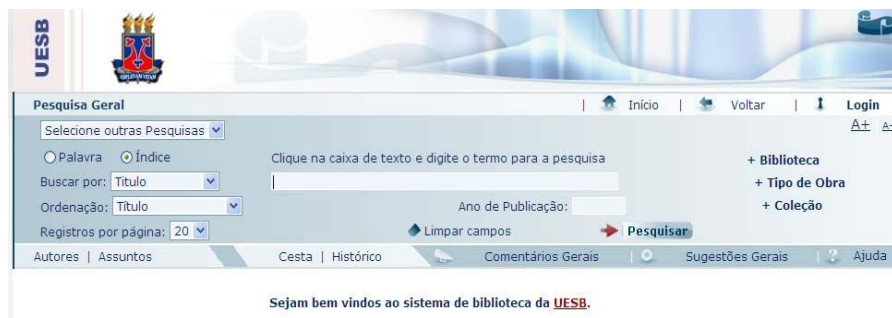 UESB
Pesquisa Geral | Início | Voltar | Login
Selecione outras Pesquisas A+
Palavra Índice Clique na caixa de texto e digite o termo para a pesquisa + Biblioteca
Buscar por: Titulo + Tipo de Obra
Ordenação: Título Ano de Publicação: + Coleção
Registros por página: 20 Limpar campos Pesquisar
Autores | Assuntos Cesta | Histórico Comentários Gerais | Sugestões Gerais | Ajuda
Sejam bem vindos ao sistema de biblioteca da UESB.